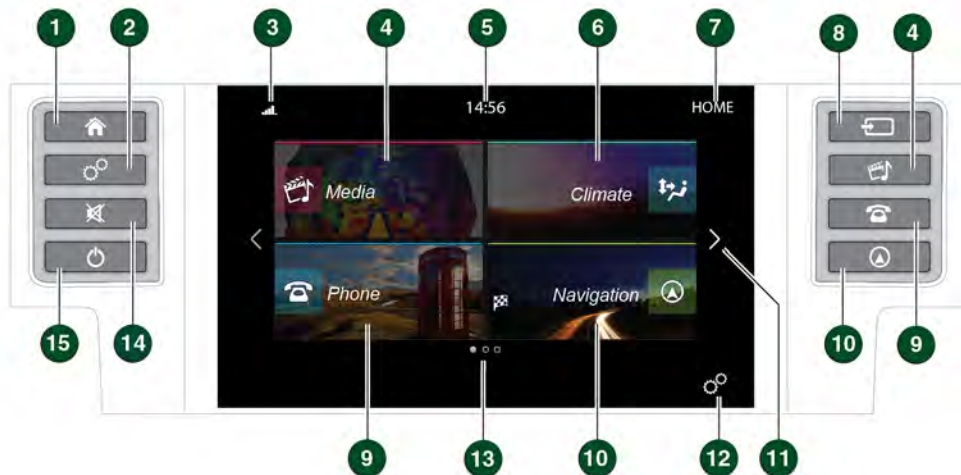 1 2 3 4 5 6 7 8 4
14:56 HOME
Media Climate
Phone Navigation
15 14 10 9
9 13 10 12 11